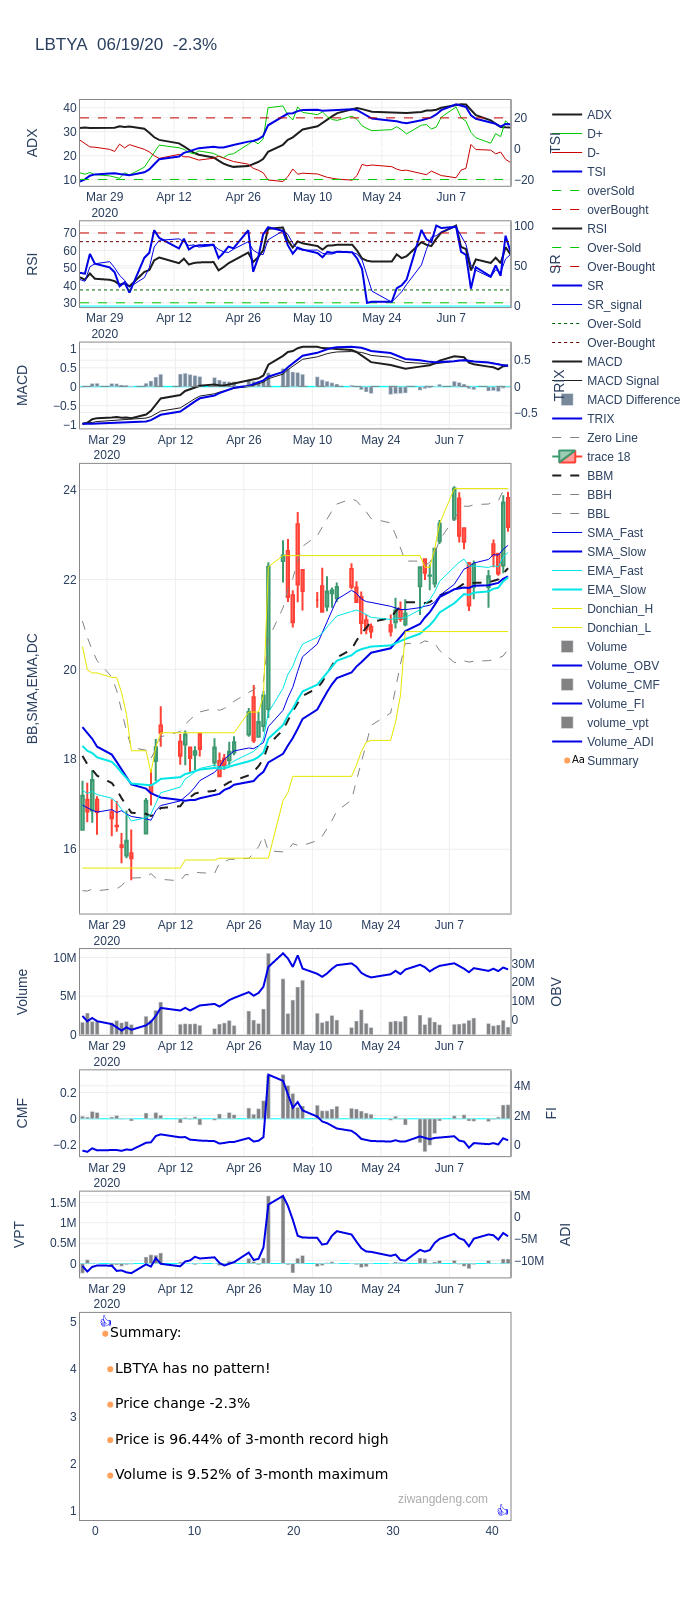 LBTYA 06/19/20 -2.3%
40
30
20
10
ADX
20
0
−20
TSI
Mar 29
2020
Apr 12
Apr 26
May 10
May 24
Jun 7
70
60
50
40
30
RSI
100
50
0
SR
Mar 29
2020
Apr 12
Apr 26
May 10
May 24
Jun 7
1
0.5
0
−0.5
−1
MACD
0.5
0
−0.5
TRIX
Mar 29
2020
Apr 12
Apr 26
May 10
May 24
Jun 7
24
22
20
18
16
BB,SMA,EMA,DC
Mar 29
2020
Apr 12
Apr 26
May 10
May 24
Jun 7
10M
5M
0
Volume
30M
20M
10M
0
OBV
Mar 29
2020
Apr 12
Apr 26
May 10
May 24
Jun 7
0.2
0
−0.2
CMF
4M
2M
0
FI
Mar 29
2020
Apr 12
Apr 26
May 10
May 24
Jun 7
1.5M
1M
0.5M
0
VPT
5M
0
−5M
−10M
ADI
Mar 29
2020
Apr 12
Apr 26
May 10
May 24
Jun 7
5
4
3
2
1
👍
Summary:
LBTYA has no pattern!
Price change -2.3%
Price is 96.44% of 3-month record high
Volume is 9.52% of 3-month maximum
ziwangdeng.com
👍
0
10
20
30
40
ADX
D+
D-
TSI
overSold
overBought
RSI
Over-Sold
Over-Bought
SR
SR_signal
Over-Sold
Over-Bought
MACD
MACD Signal
MACD Difference
TRIX
Zero Line
trace 18
BBM
BBH
BBL
SMA_Fast
SMA_Slow
EMA_Fast
EMA_Slow
Donchian_H
Donchian_L
Volume
Volume_OBV
Volume_CMF
Volume_FI
volume_vpt
Volume_ADI
Aa Summary